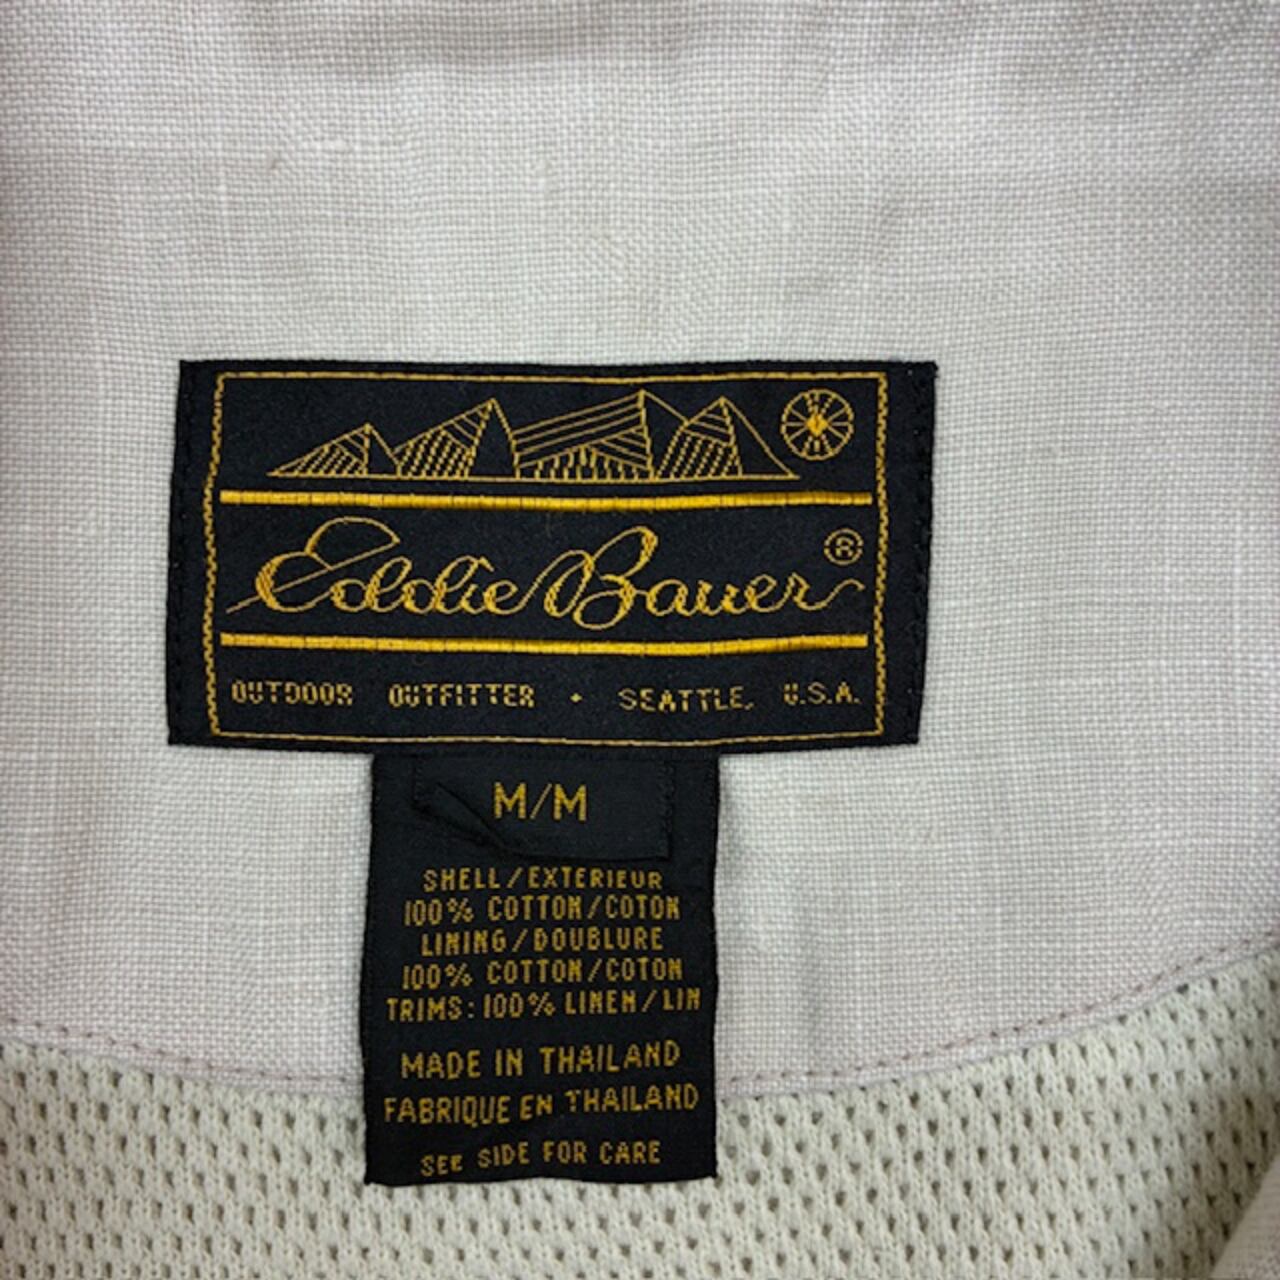 Eddie Bauer ®
OUTDOOR OUTFITTER • SEATTLE, U.S.A.
M/M
SHELL/EXTERIEUR
100% COTTON/COTON
LINING/DOUBLURE
100% COTTON/COTON
TRIMS: 100% LINEN/LIN
MADE IN THAILAND
FABRIQUE EN THAILAND
SEE SIDE FOR CARE